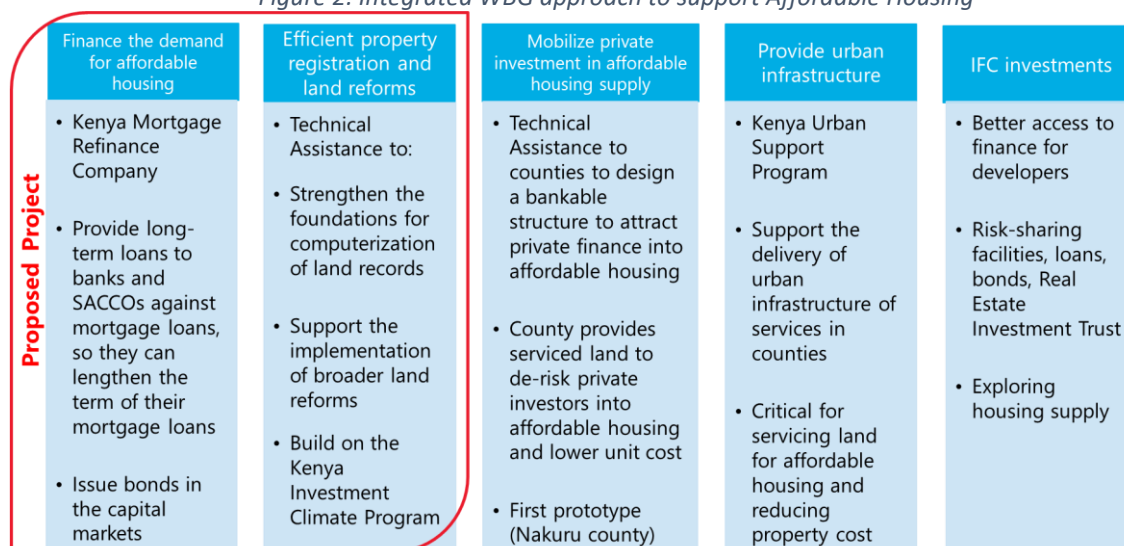 Figure 2: Integrated WBG approach to support Affordable Housing
Proposed Project
Finance the demand
for affordable
housing
• Kenya Mortgage
Refinance
Company
• Provide long-
term loans to
banks and
SACCOs against
mortgage loans,
so they can
lengthen the
term of their
mortgage loans
• Issue bonds in
the capital
markets
Efficient property
registration and
land reforms
• Technical
Assistance to:
• Strengthen the
foundations for
computerization
of land records
• Support the
implementation
of broader land
reforms
• Build on the
Kenya
Investment
Climate Program
Mobilize private
investment in affordable
housing supply
• Technical
Assistance to
counties to design
a bankable
structure to attract
private finance into
affordable housing
• County provides
serviced land to
de-risk private
investors into
affordable housing
and lower unit cost
• First prototype
(Nakuru county)
Provide urban
infrastructure
• Kenya Urban
Support
Program
• Support the
delivery of
urban
infrastructure of
services in
counties
• Critical for
servicing land
for affordable
housing and
reducing
property cost
IFC investments
• Better access to
finance for
developers
• Risk-sharing
facilities, loans,
bonds, Real
Estate
Investment Trust
• Exploring
housing supply